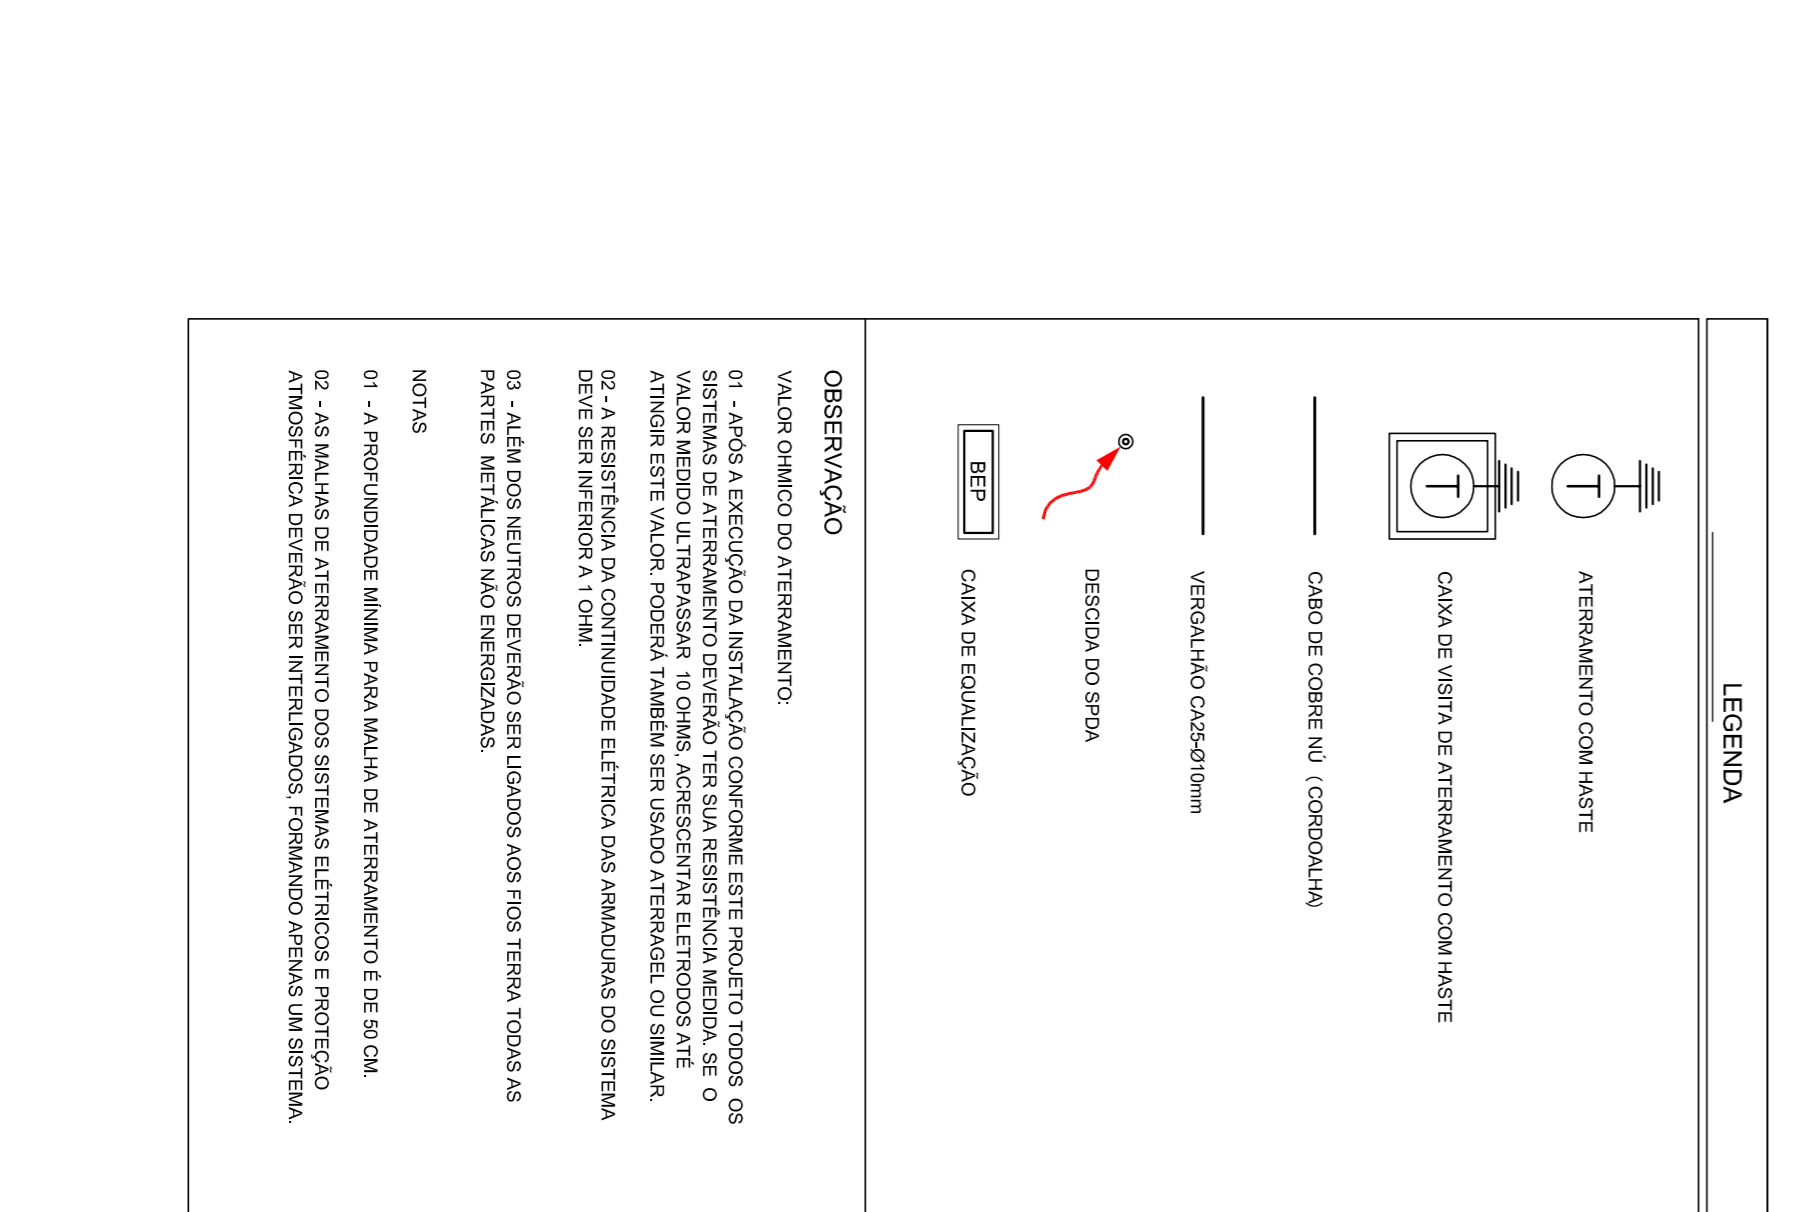 LEGENDA
ATERRAMENTO COM HASTE
T
CAIXA DE VISITA DE ATERRAMENTO COM HASTE
T
CABO DE COBRE NÚ ( CORDOALHA)
VERGALHÃO CA25-Ø10mm
DESCIDA DO SPDA
BEP
CAIXA DE EQUALIZAÇÃO
OBSERVAÇÃO
VALOR OHMICO DO ATERRAMENTO:
01 - APÓS A EXECUÇÃO DA INSTALAÇÃO CONFORME ESTE PROJETO TODOS OS
SISTEMAS DE ATERRAMENTO DEVERÃO TER SUA RESISTÊNCIA MEDIDA. SE O
VALOR MEDIDO ULTRAPASSAR 10 OHMS, ACRESCENTAR ELETRODOS ATÉ
ATINGIR ESTE VALOR. PODERÁ TAMBÉM SER USADO ATERRAGEL OU SIMILAR.
02 - A RESISTÊNCIA DA CONTINUIDADE ELÉTRICA DAS ARMADURAS DO SISTEMA
DEVE SER INFERIOR A 1 OHM.
03 - ALÉM DOS NEUTROS DEVERÃO SER LIGADOS AOS FIOS TERRA TODAS AS
PARTES METÁLICAS NÃO ENERGIZADAS.
NOTAS
01 - A PROFUNDIDADE MÍNIMA PARA MALHA DE ATERRAMENTO É DE 50 CM.
02 - AS MALHAS DE ATERRAMENTO DOS SISTEMAS ELÉTRICOS E PROTEÇÃO
ATMOSFÉRICA DEVERÃO SER INTERLIGADOS, FORMANDO APENAS UM SISTEMA.